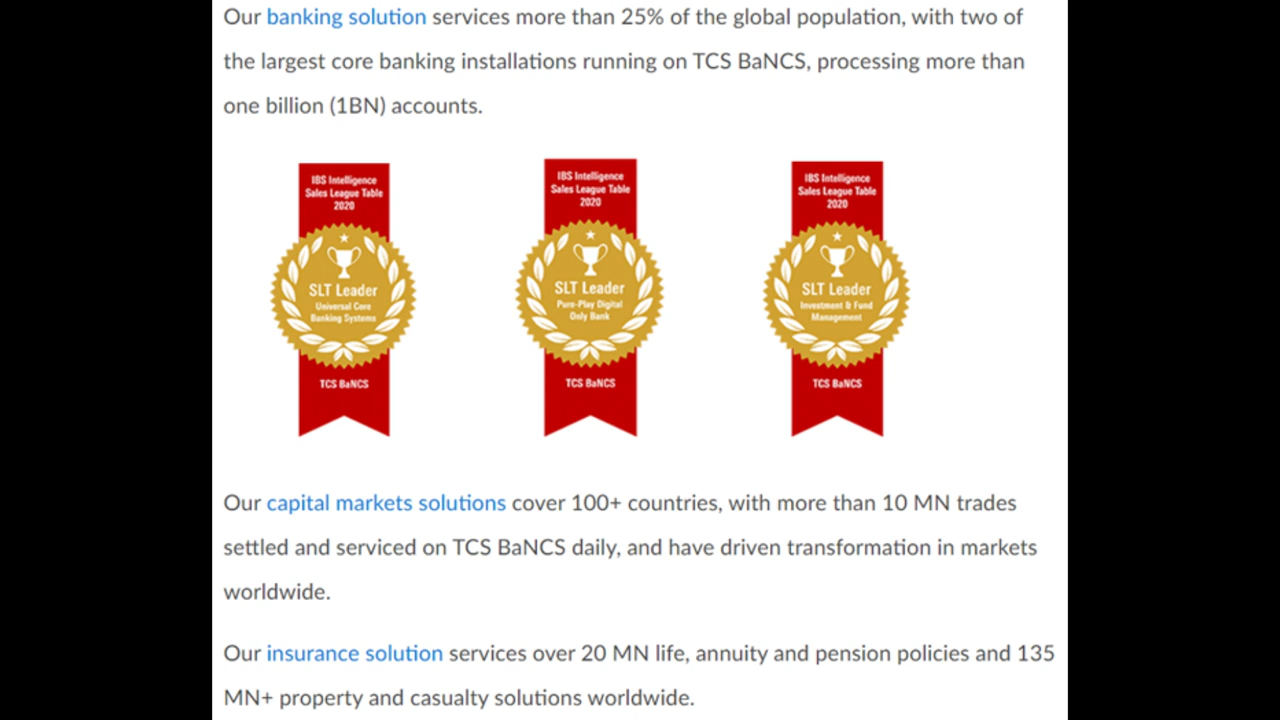 Our banking solution services more than 25% of the global population, with two of
the largest core banking installations running on TCS BaNCS, processing more than
one billion (1BN) accounts.
IBS Intelligence
Sales League Table
2020
SLT Leader
Universal Core
Banking Systems
TCS BaNCS
IBS Intelligence
Sales League Table
2020
SLT Leader
Pure-Play Digital
Only Bank
TCS BaNCS
IBS Intelligence
Sales League Table
2020
SLT Leader
Investment & Fund
Management
TCS BaNCS
Our capital markets solutions cover 100+ countries, with more than 10 MN trades
settled and serviced on TCS BaNCS daily, and have driven transformation in markets
worldwide.
Our insurance solution services over 20 MN life, annuity and pension policies and 135
MN+ property and casualty solutions worldwide.